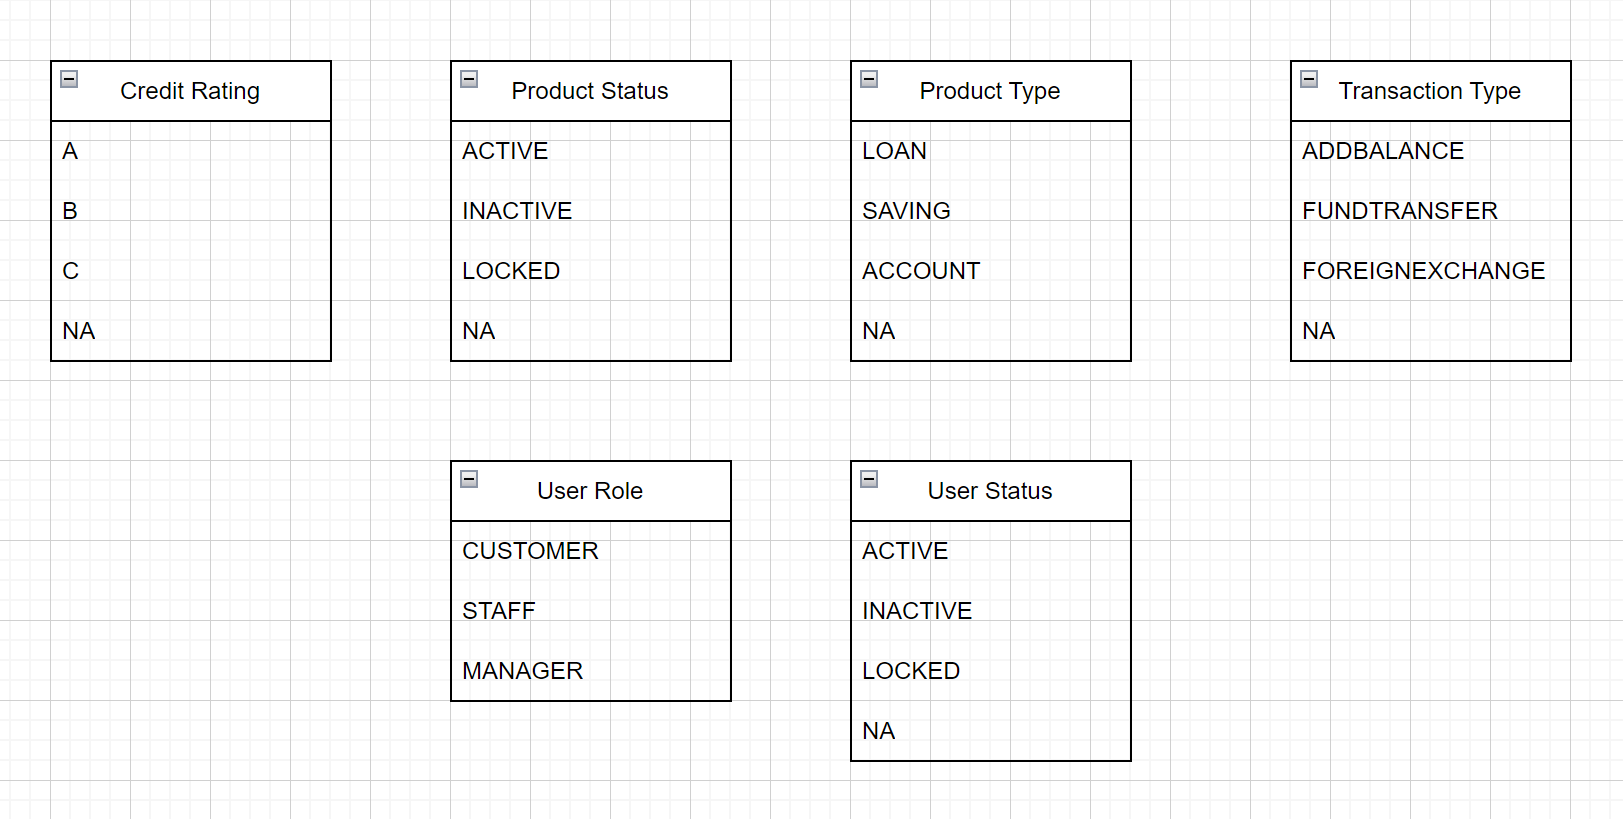 Credit Rating
A
B
C
NA
Product Status
ACTIVE
INACTIVE
LOCKED
NA
Product Type
LOAN
SAVING
ACCOUNT
NA
Transaction Type
ADDBALANCE
FUNDTRANSFER
FOREIGNEXCHANGE
NA
User Role
CUSTOMER
STAFF
MANAGER
User Status
ACTIVE
INACTIVE
LOCKED
NA